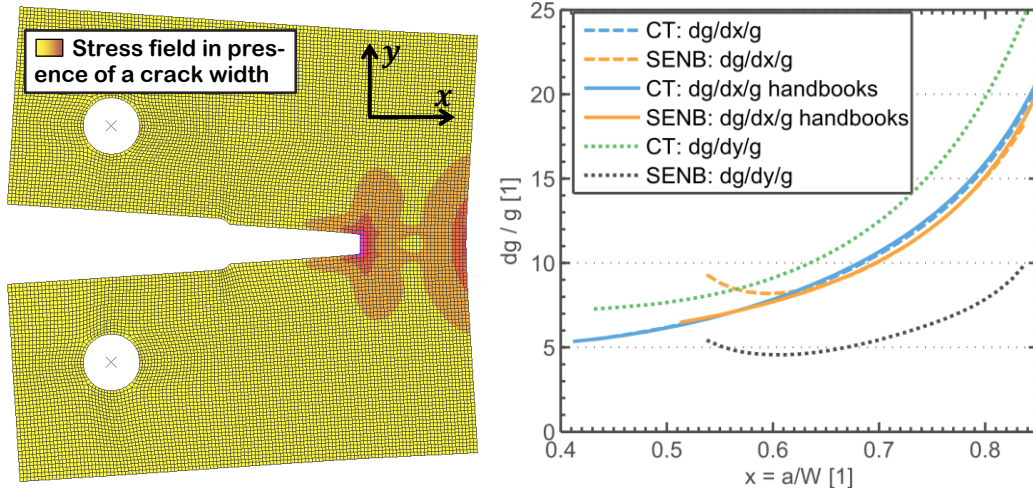 Stress field in pres-
ence of a crack width
y
x
25
20
15
10
5
0
dg / g [1]
CT: dg/dx/g
SENB: dg/dx/g
CT: dg/dx/g handbooks
SENB: dg/dx/g handbooks
CT: dg/dy/g
SENB: dg/dy/g
0.4 0.5 0.6 0.7 0.8
x = a/W [1]